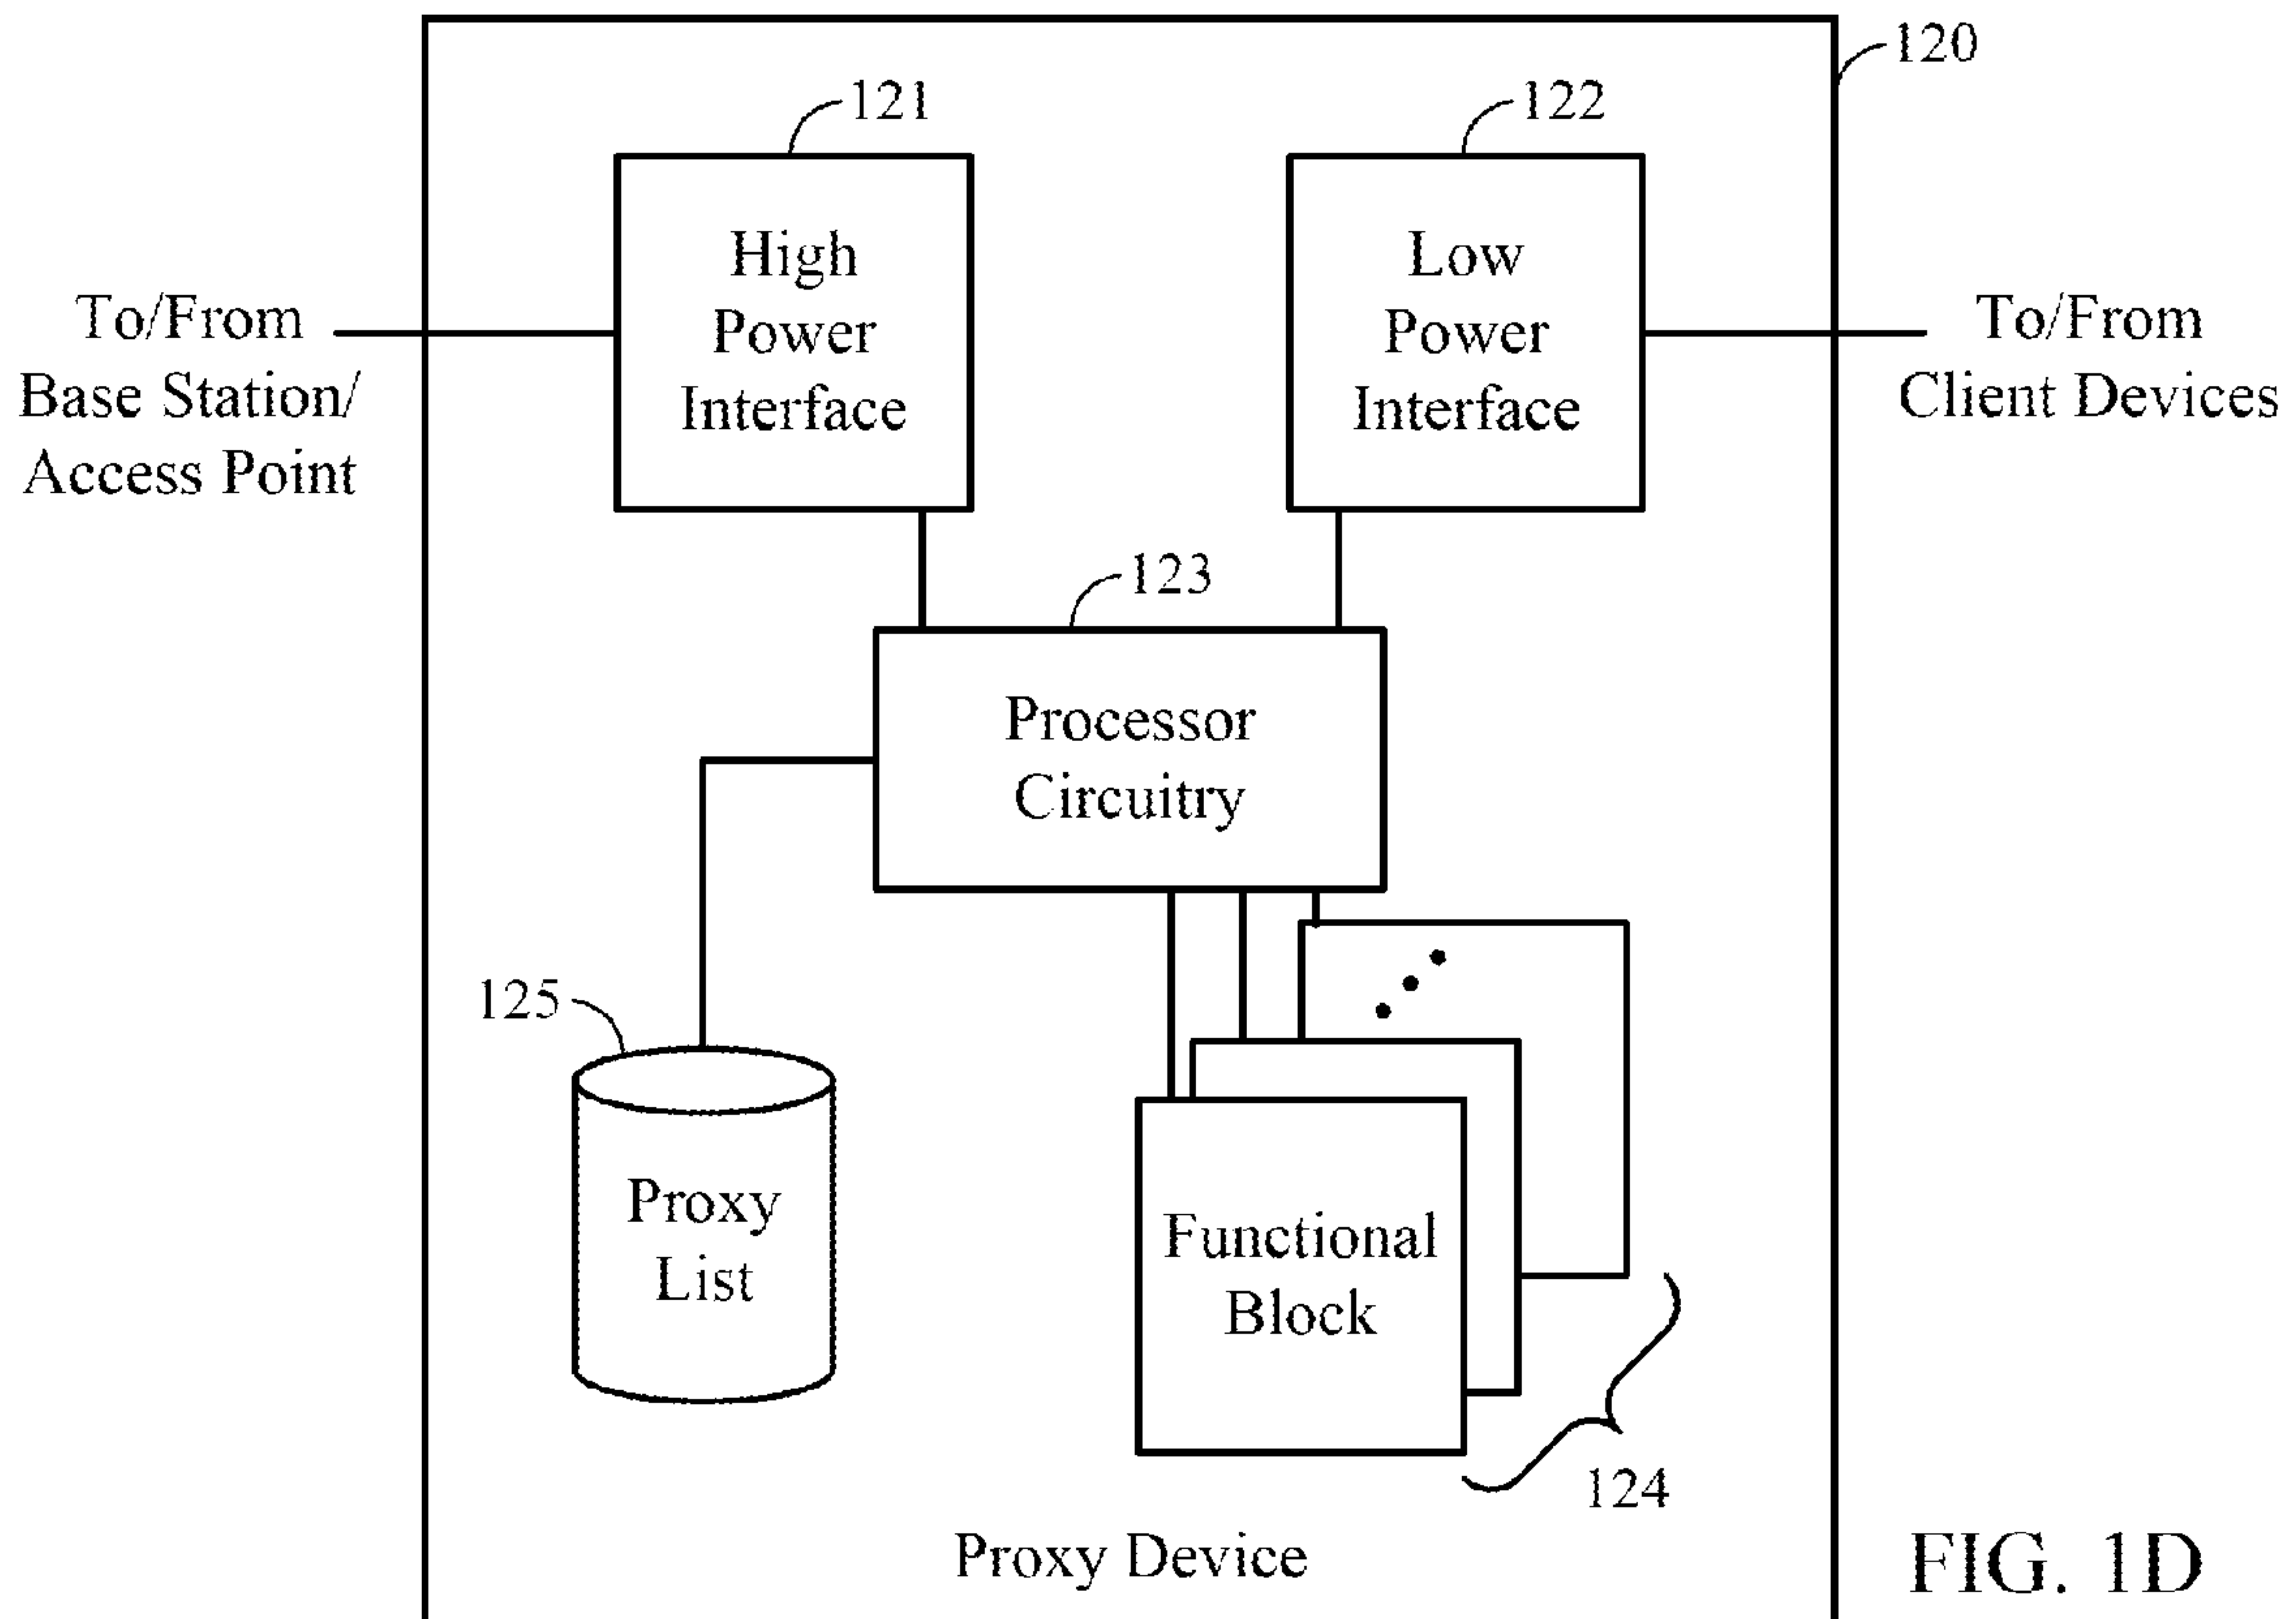 120
121
122
High
Power
Interface
Low
Power
Interface
To/From
Base Station/
Access Point
To/From
Client Devices
123
Processor
Circuitry
125
Proxy
List
Functional
Block
124
Proxy Device
FIG. 1D